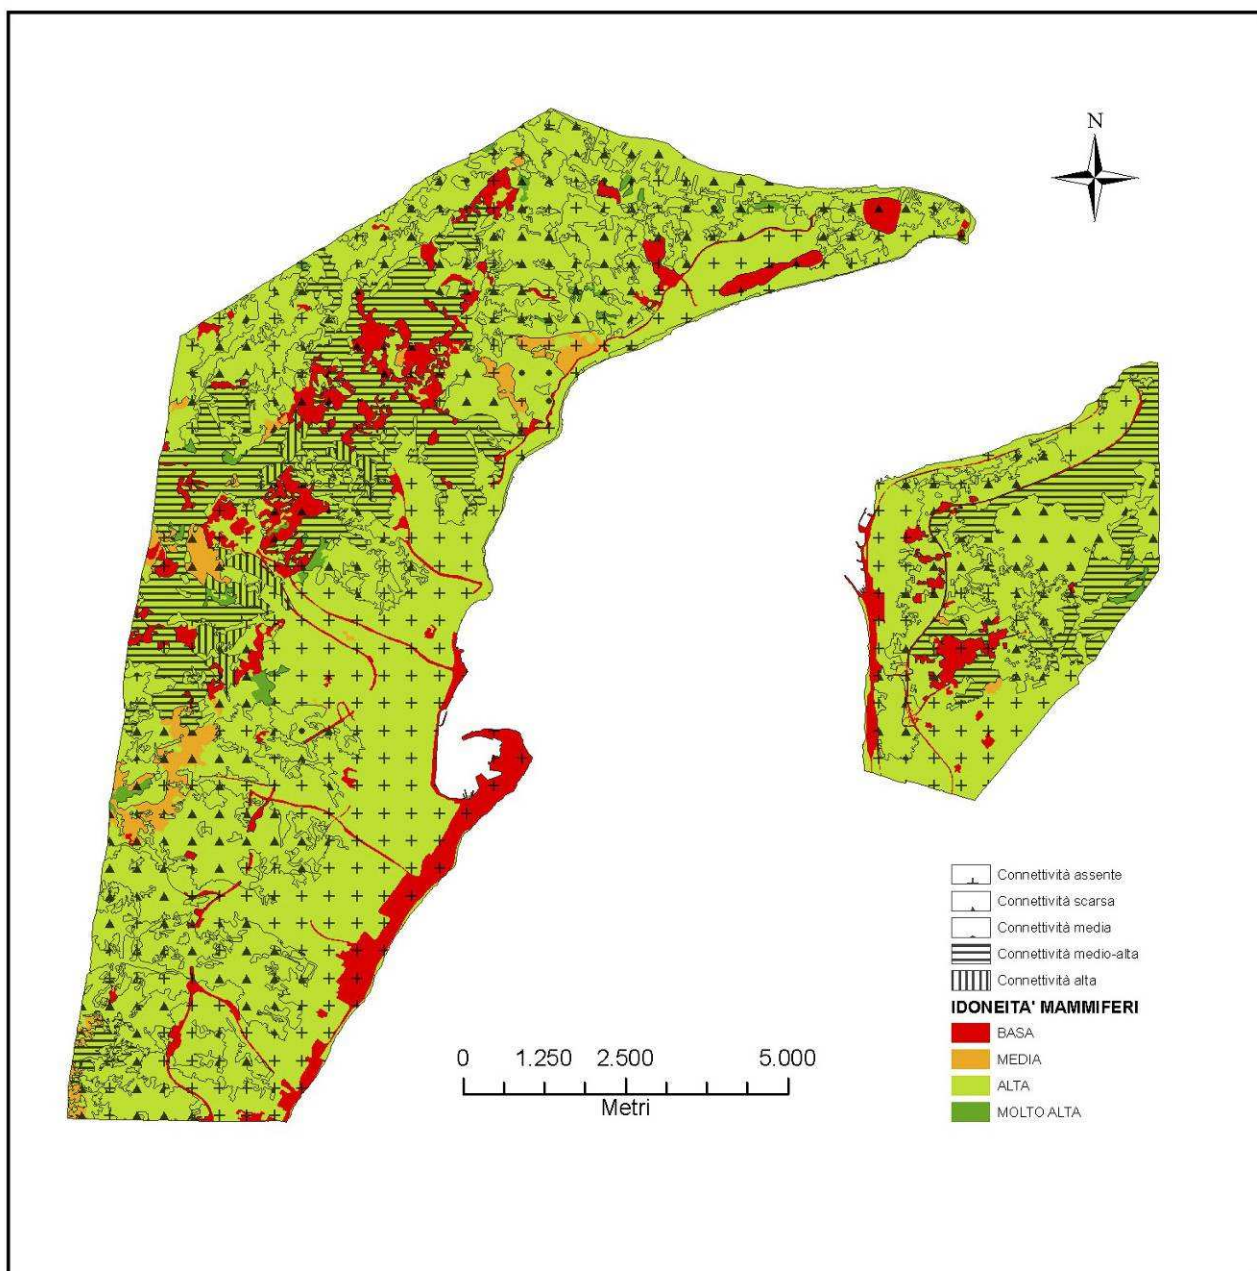 N
Connettività assente
Connettività scarsa
Connettività media
Connettività medio-alta
Connettività alta
IDONEITA' MAMMIFERI
BASA
MEDIA
ALTA
MOLTO ALTA
0 1.250 2.500 5.000
Metri